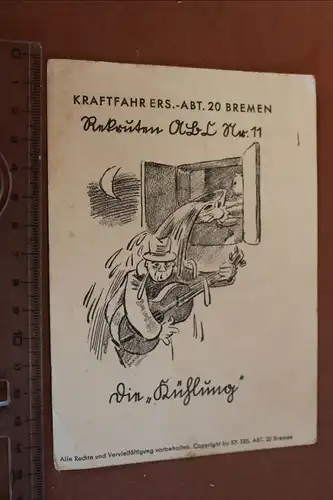 KRAFTFAHR ERS.-ABT. 20 BREMEN
Rekruten ABC Nr. 11
Die „Kühlung"
Alle Rechte und Vervielfältigung vorbehalten. Copyright by KF. ERS. ABT. 20 Bremen